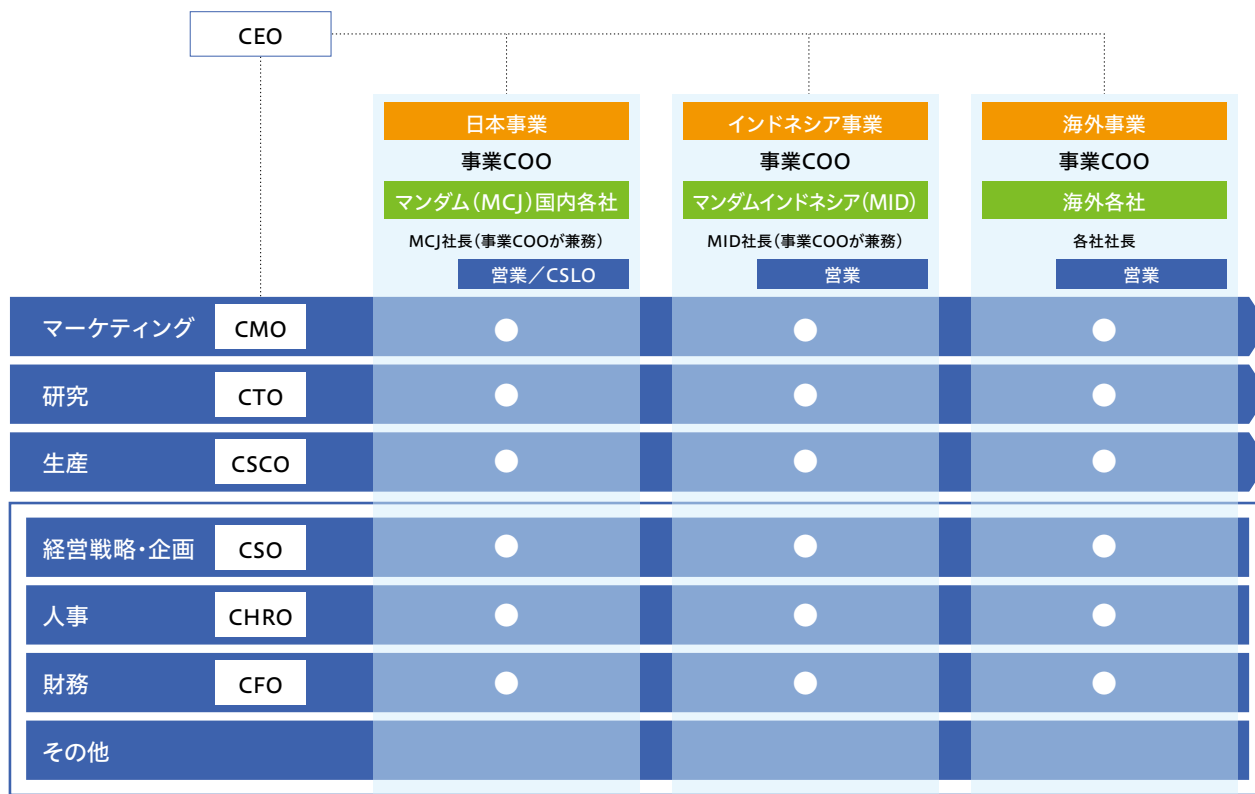 CEO
日本事業
インドネシア事業
海外事業
事業COO
事業COO
事業COO
マンダム（MCJ）国内各社
マンダムインドネシア（MID）
海外各社
MCJ社長（事業COOが兼務）
MID社長（事業COOが兼務）
各社社長
営業／CSLO
営業
営業
マーケティング CMO
研究 CTO
生産 CSCO
経営戦略・企画 CSO
人事 CHRO
財務 CFO
その他